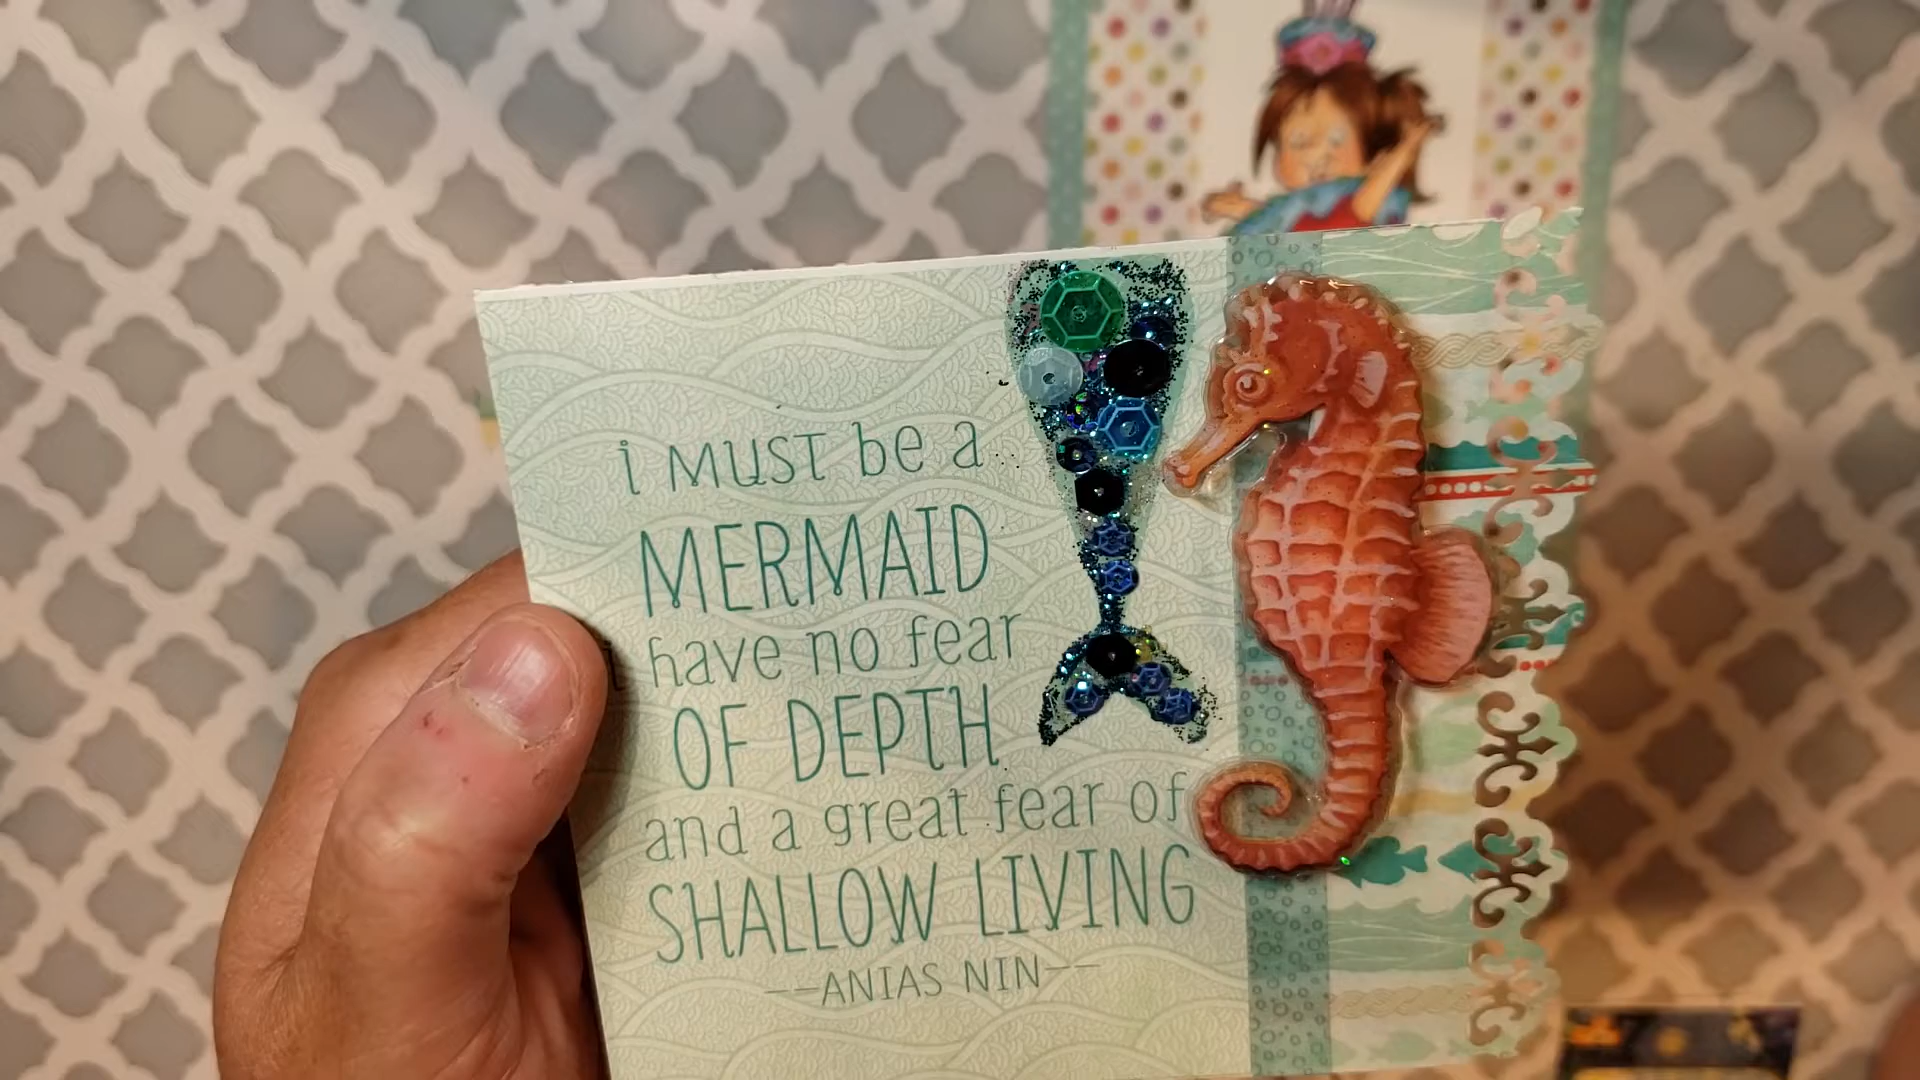 i MUST be a
MERMAID
i have no fear
OF DEPTH
and a great fear of
SHALLOW LIVING
--ANIAS NIN--